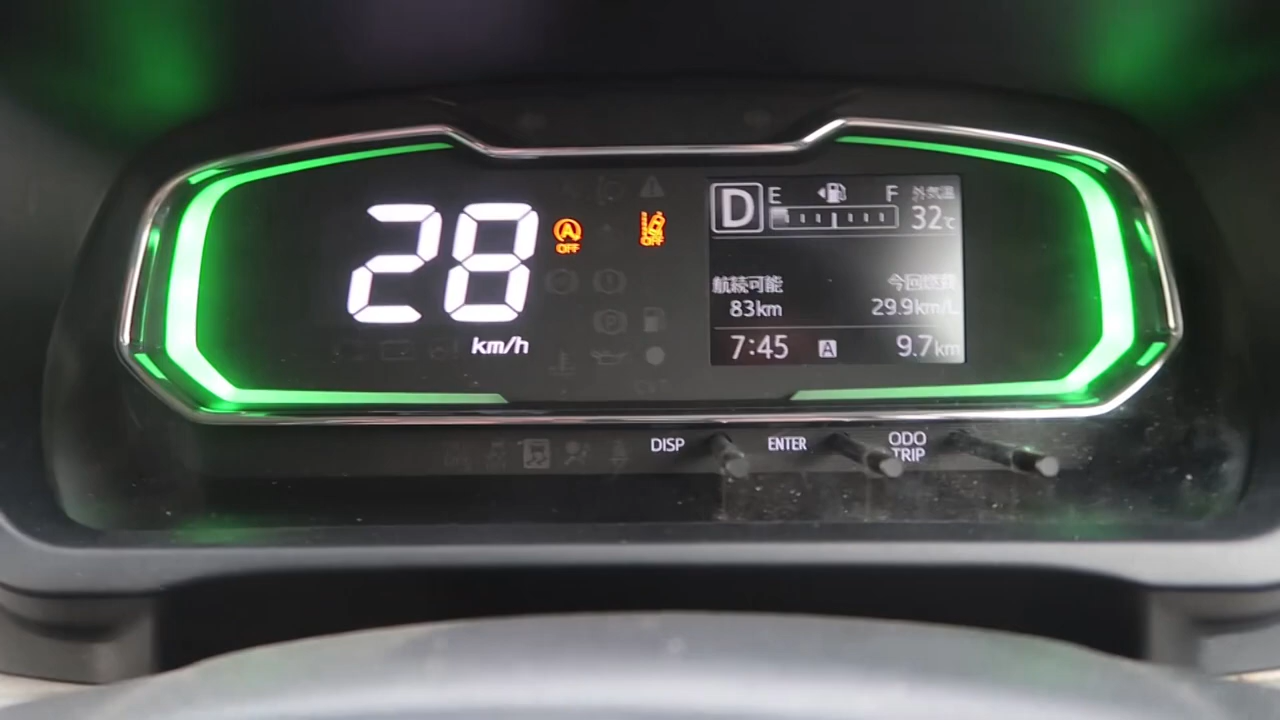 28
km/h
OFF
OFF
D
E
F
外気温
32℃
航続可能
今回燃費
83km
29.9km/L
7:45
A
9.7km
DISP
ENTER
ODO
TRIP